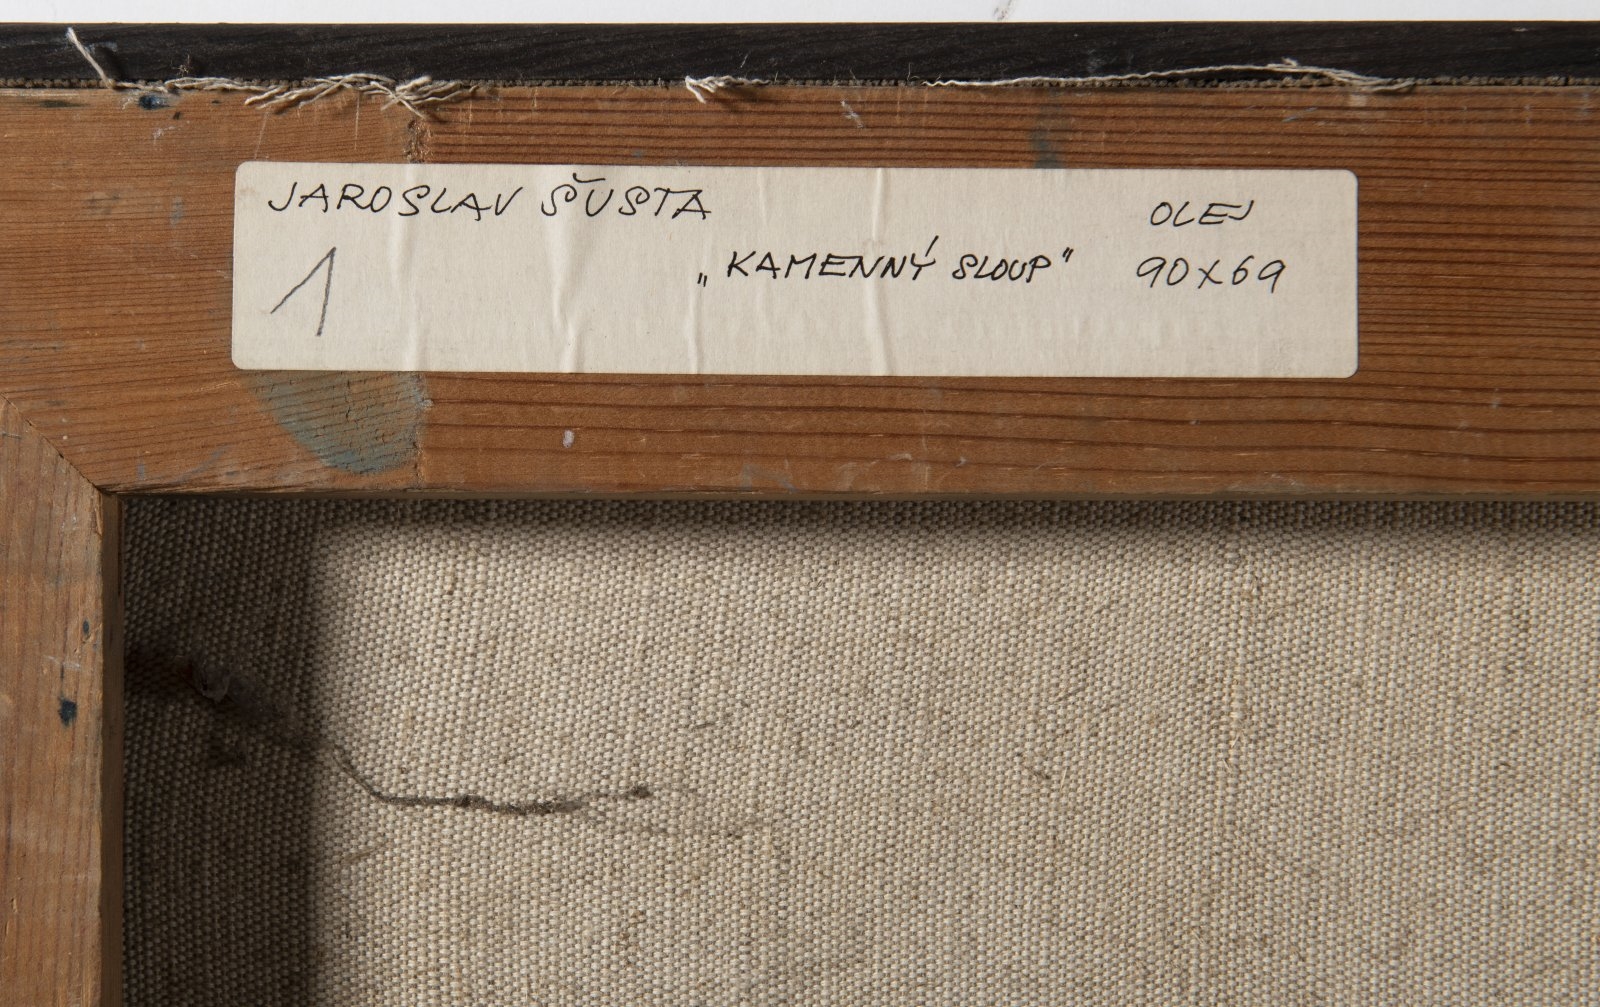 JAROSLAV ŠUSTA OLEJ
1 „KAMENNÝ SLOUP" 90x69